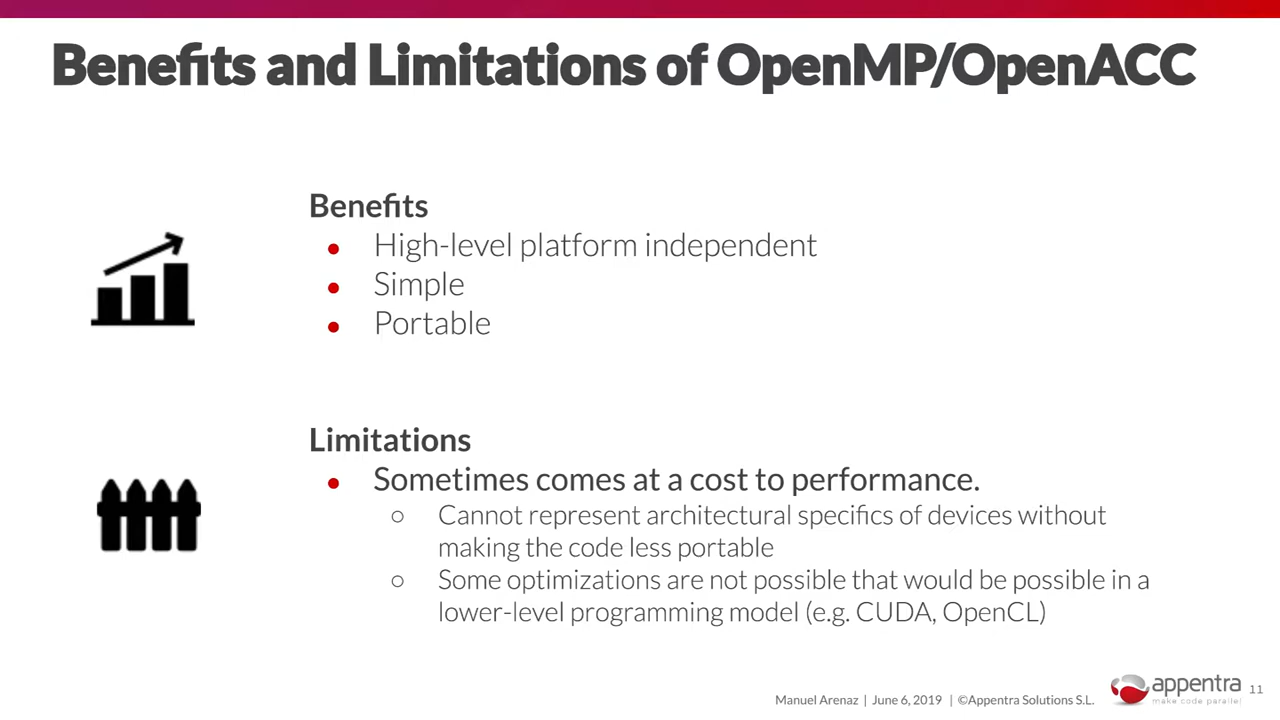 Benefits and Limitations of OpenMP/OpenACC
Benefits
● High-level platform independent
● Simple
● Portable
Limitations
● Sometimes comes at a cost to performance.
○ Cannot represent architectural specifics of devices without
making the code less portable
○ Some optimizations are not possible that would be possible in a
lower-level programming model (e.g. CUDA, OpenCL)
Manuel Arenaz | June 6, 2019 | ©Appentra Solutions S.L.
appentra
make code parallel
11